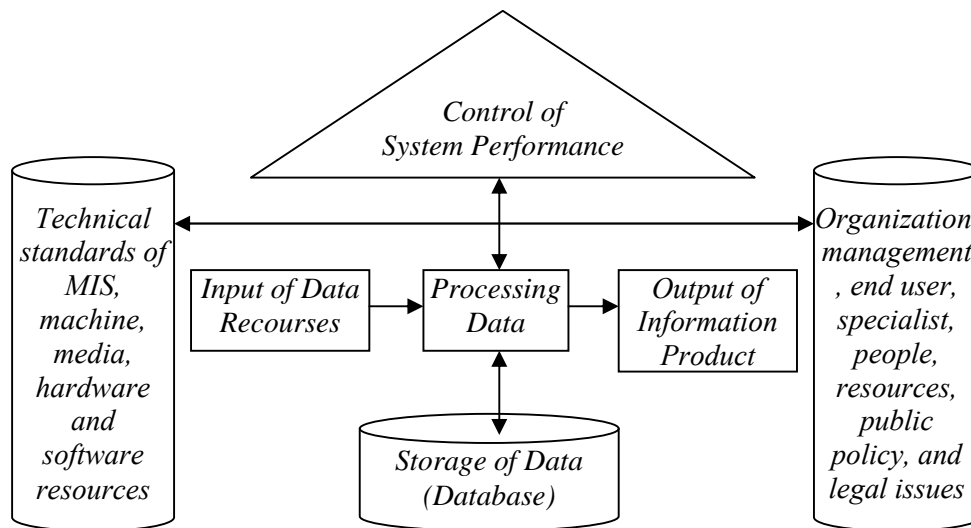 Control of
System Performance
Technical
standards of
MIS,
machine,
media,
hardware
and
software
resources
Input of Data
Recourses
Processing
Data
Output of
Information
Product
Storage of Data
(Database)
Organization
management
, end user,
specialist,
people,
resources,
public
policy, and
legal issues